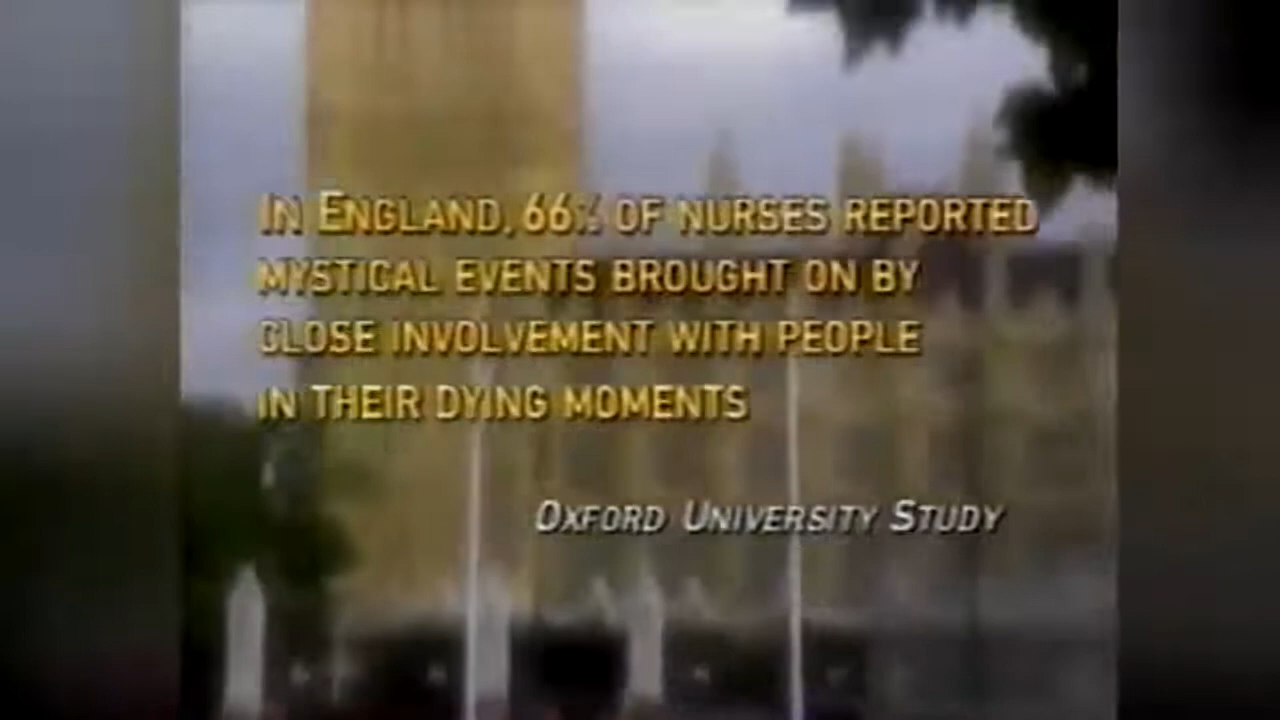 IN ENGLAND, 66% OF NURSES REPORTED
MYSTICAL EVENTS BROUGHT ON BY
CLOSE INVOLVEMENT WITH PEOPLE
IN THEIR DYING MOMENTS
OXFORD UNIVERSITY STUDY